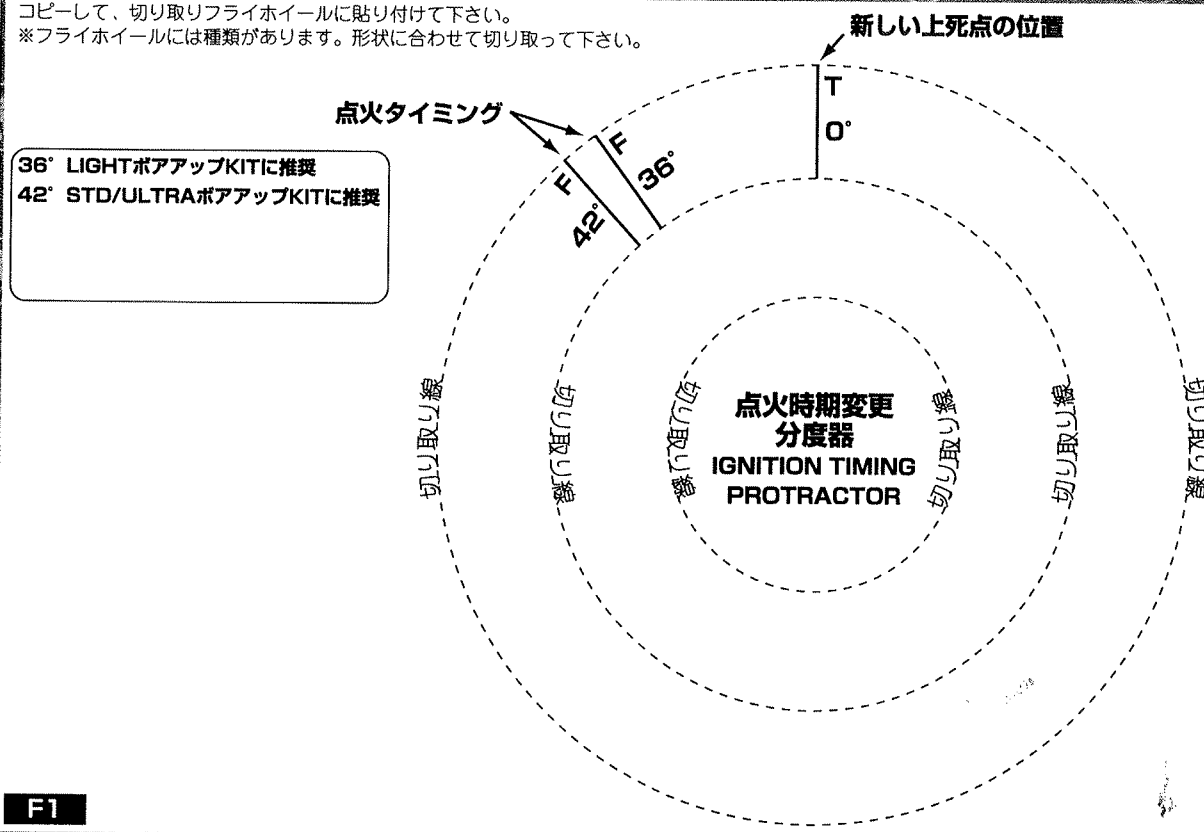 コピーして、切り取りフライホイールに貼り付けて下さい。
※フライホイールには種類があります。形状に合わせて切り取って下さい。
新しい上死点の位置
点火タイミング
T
0°
F
36°
F
42°
36° LIGHTボアアップKITに推奨
42° STD/ULTRAボアアップKITに推奨
切り取り線
切り取り線
切り取り線
点火時期変更
分度器
IGNITION TIMING
PROTRACTOR
切り取り線
切り取り線
切り取り線
F1